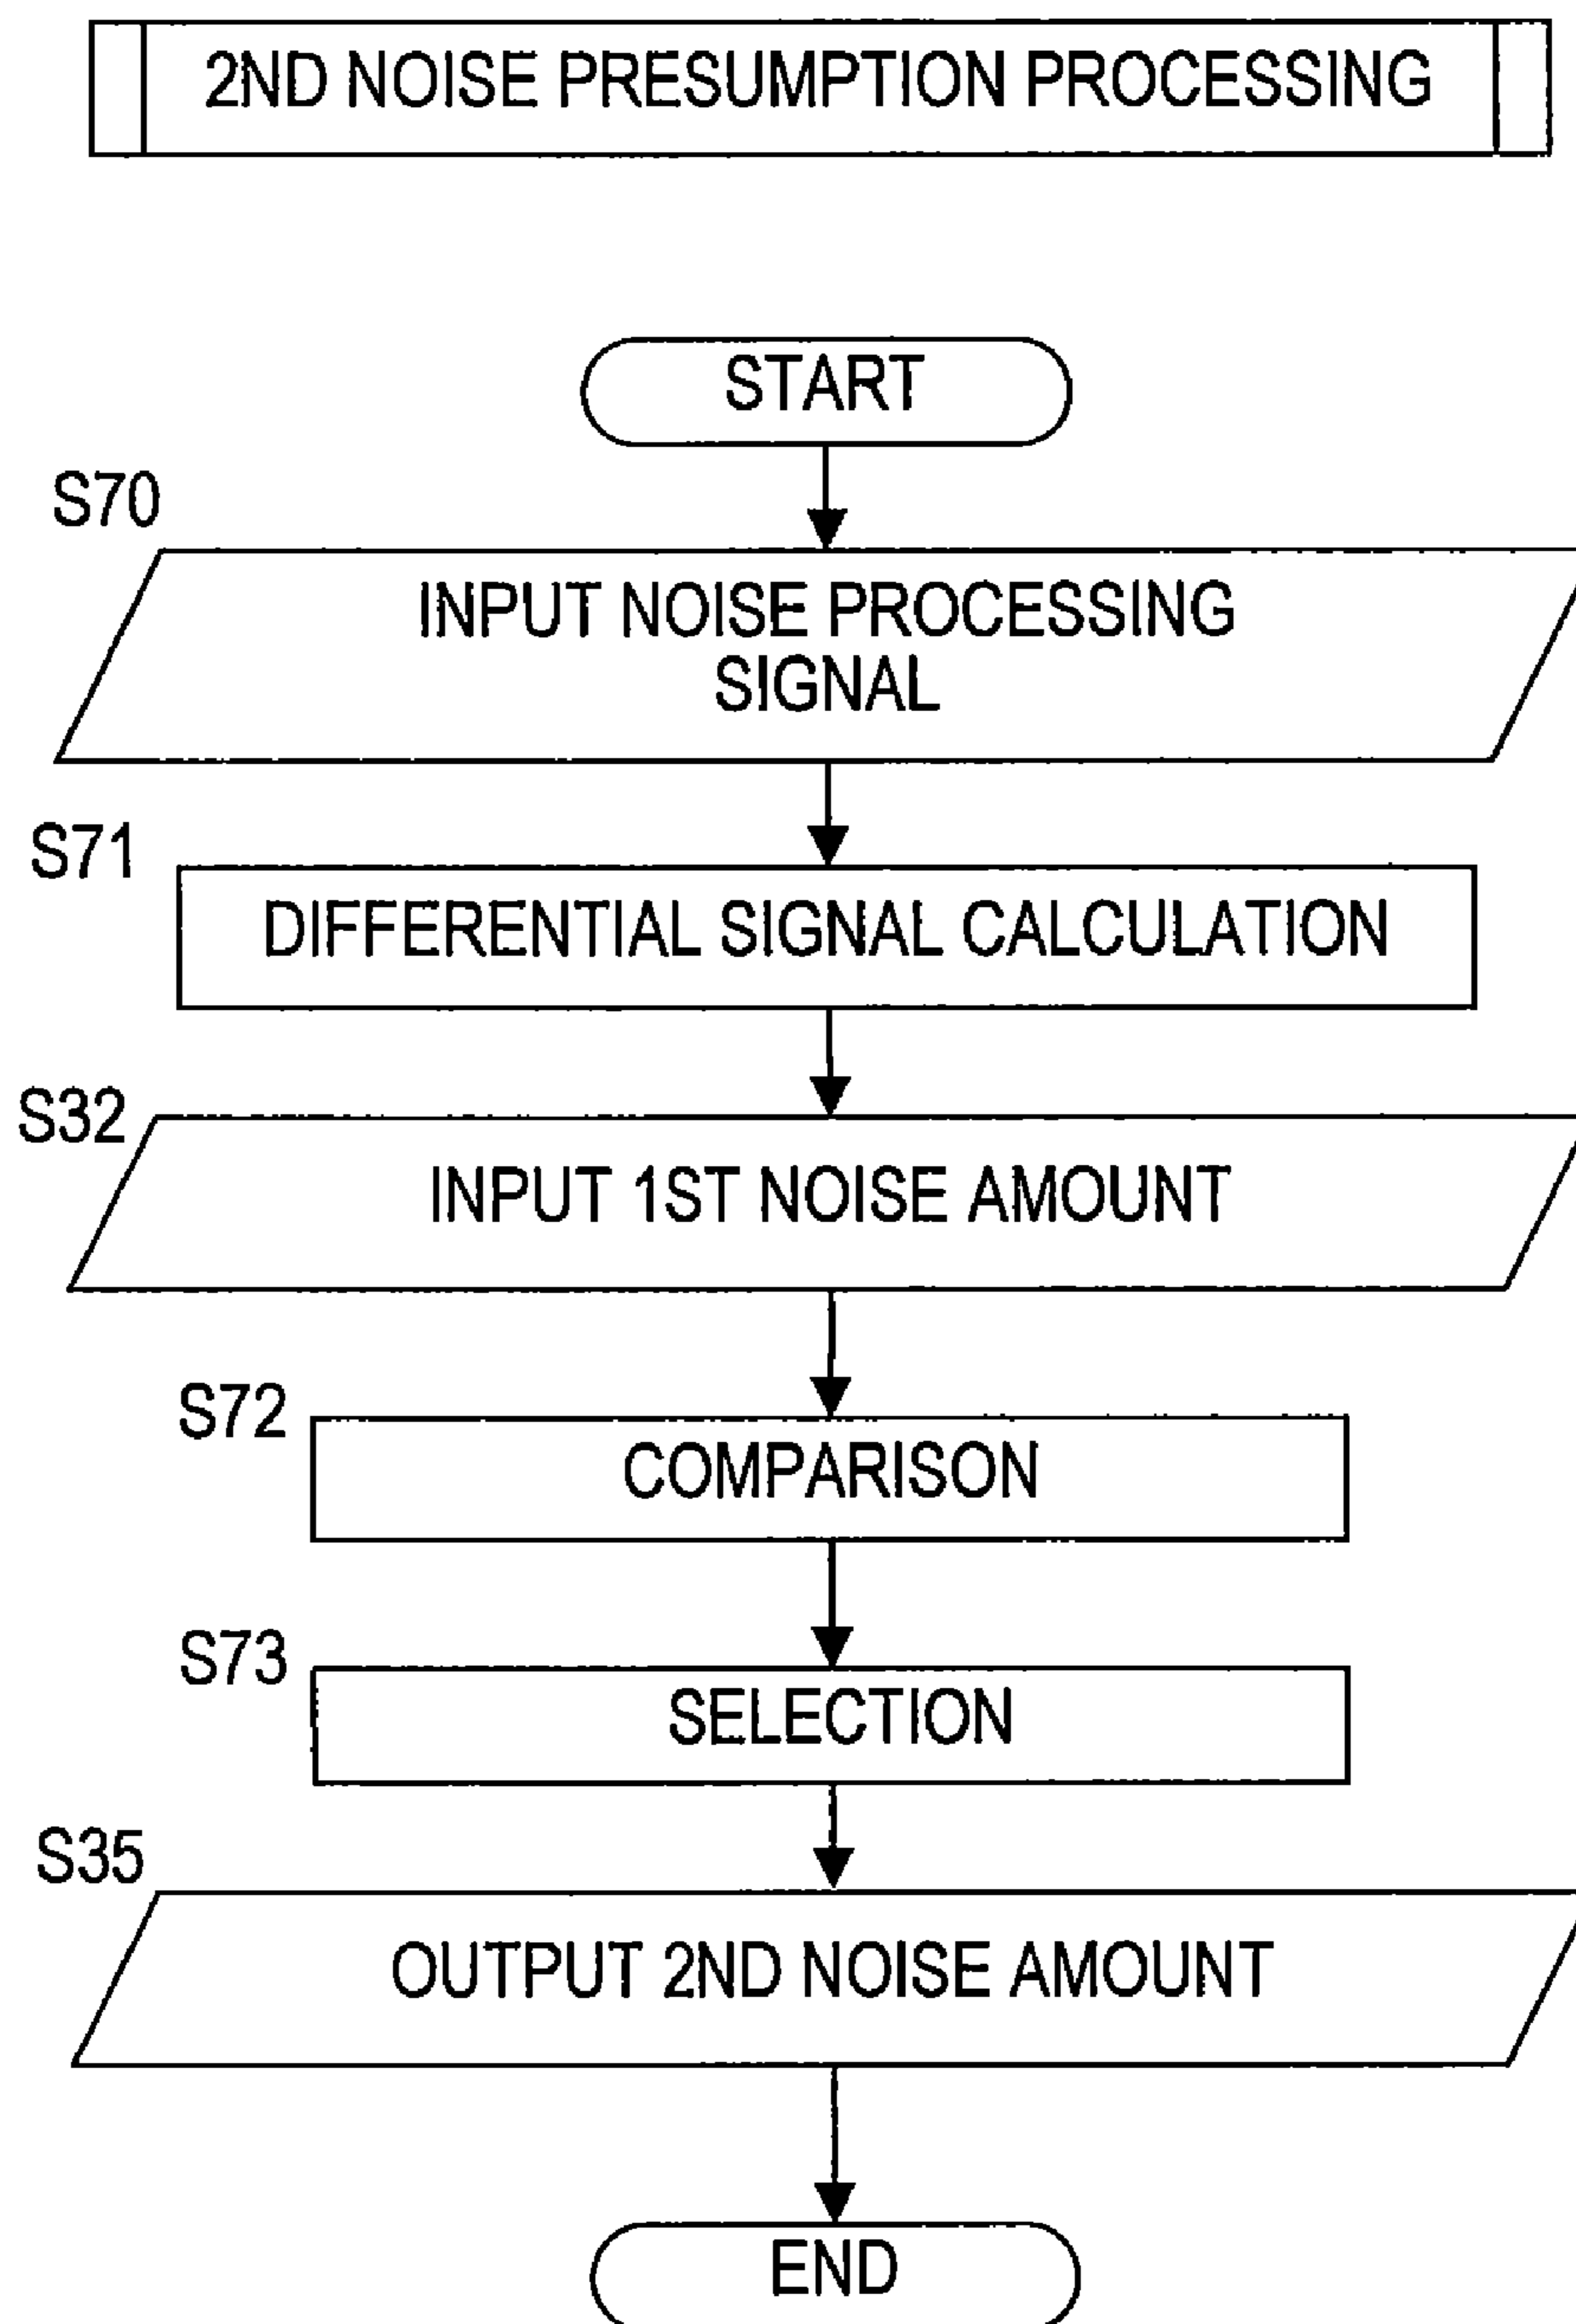 2ND NOISE PRESUMPTION PROCESSING
START
S70
INPUT NOISE PROCESSING
SIGNAL
S71
DIFFERENTIAL SIGNAL CALCULATION
S32
INPUT 1ST NOISE AMOUNT
S72
COMPARISON
S73
SELECTION
S35
OUTPUT 2ND NOISE AMOUNT
END